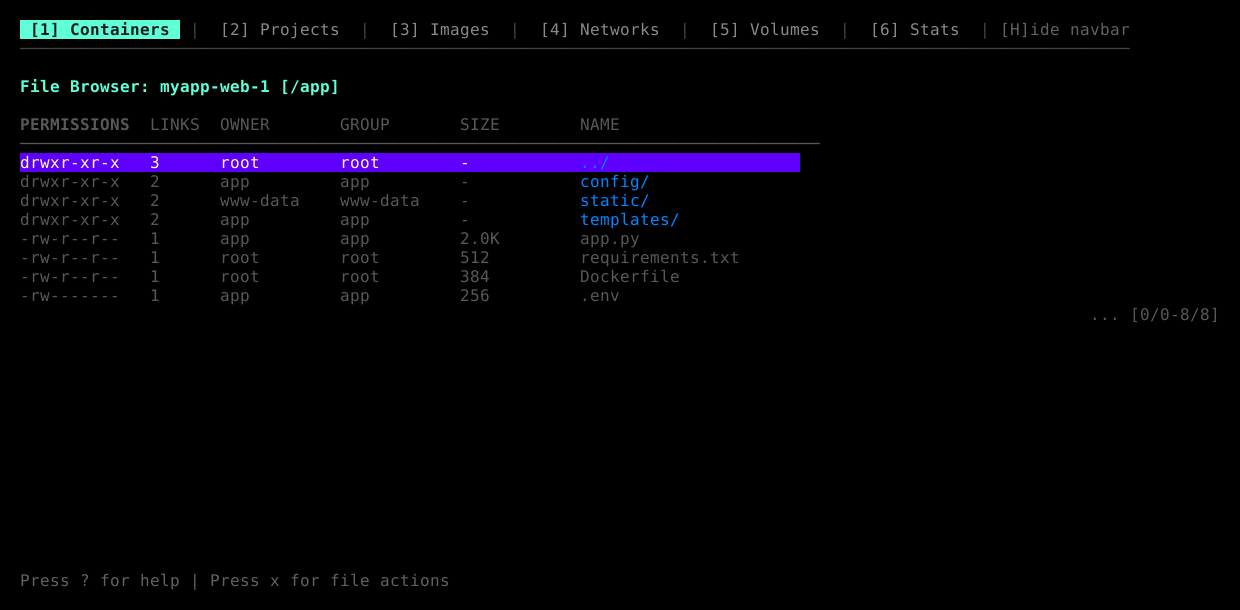 [1] Containers | [2] Projects | [3] Images | [4] Networks | [5] Volumes | [6] Stats | [H]ide navbar
File Browser: myapp-web-1 [/app]
PERMISSIONS LINKS OWNER GROUP SIZE NAME
drwxr-xr-x 3 root root - ../
drwxr-xr-x 2 app app - config/
drwxr-xr-x 2 www-data www-data - static/
drwxr-xr-x 2 app app - templates/
-rw-r--r-- 1 app app 2.0K app.py
-rw-r--r-- 1 root root 512 requirements.txt
-rw-r--r-- 1 root root 384 Dockerfile
-rw------- 1 app app 256 .env
... [0/0-8/8]
Press ? for help | Press x for file actions